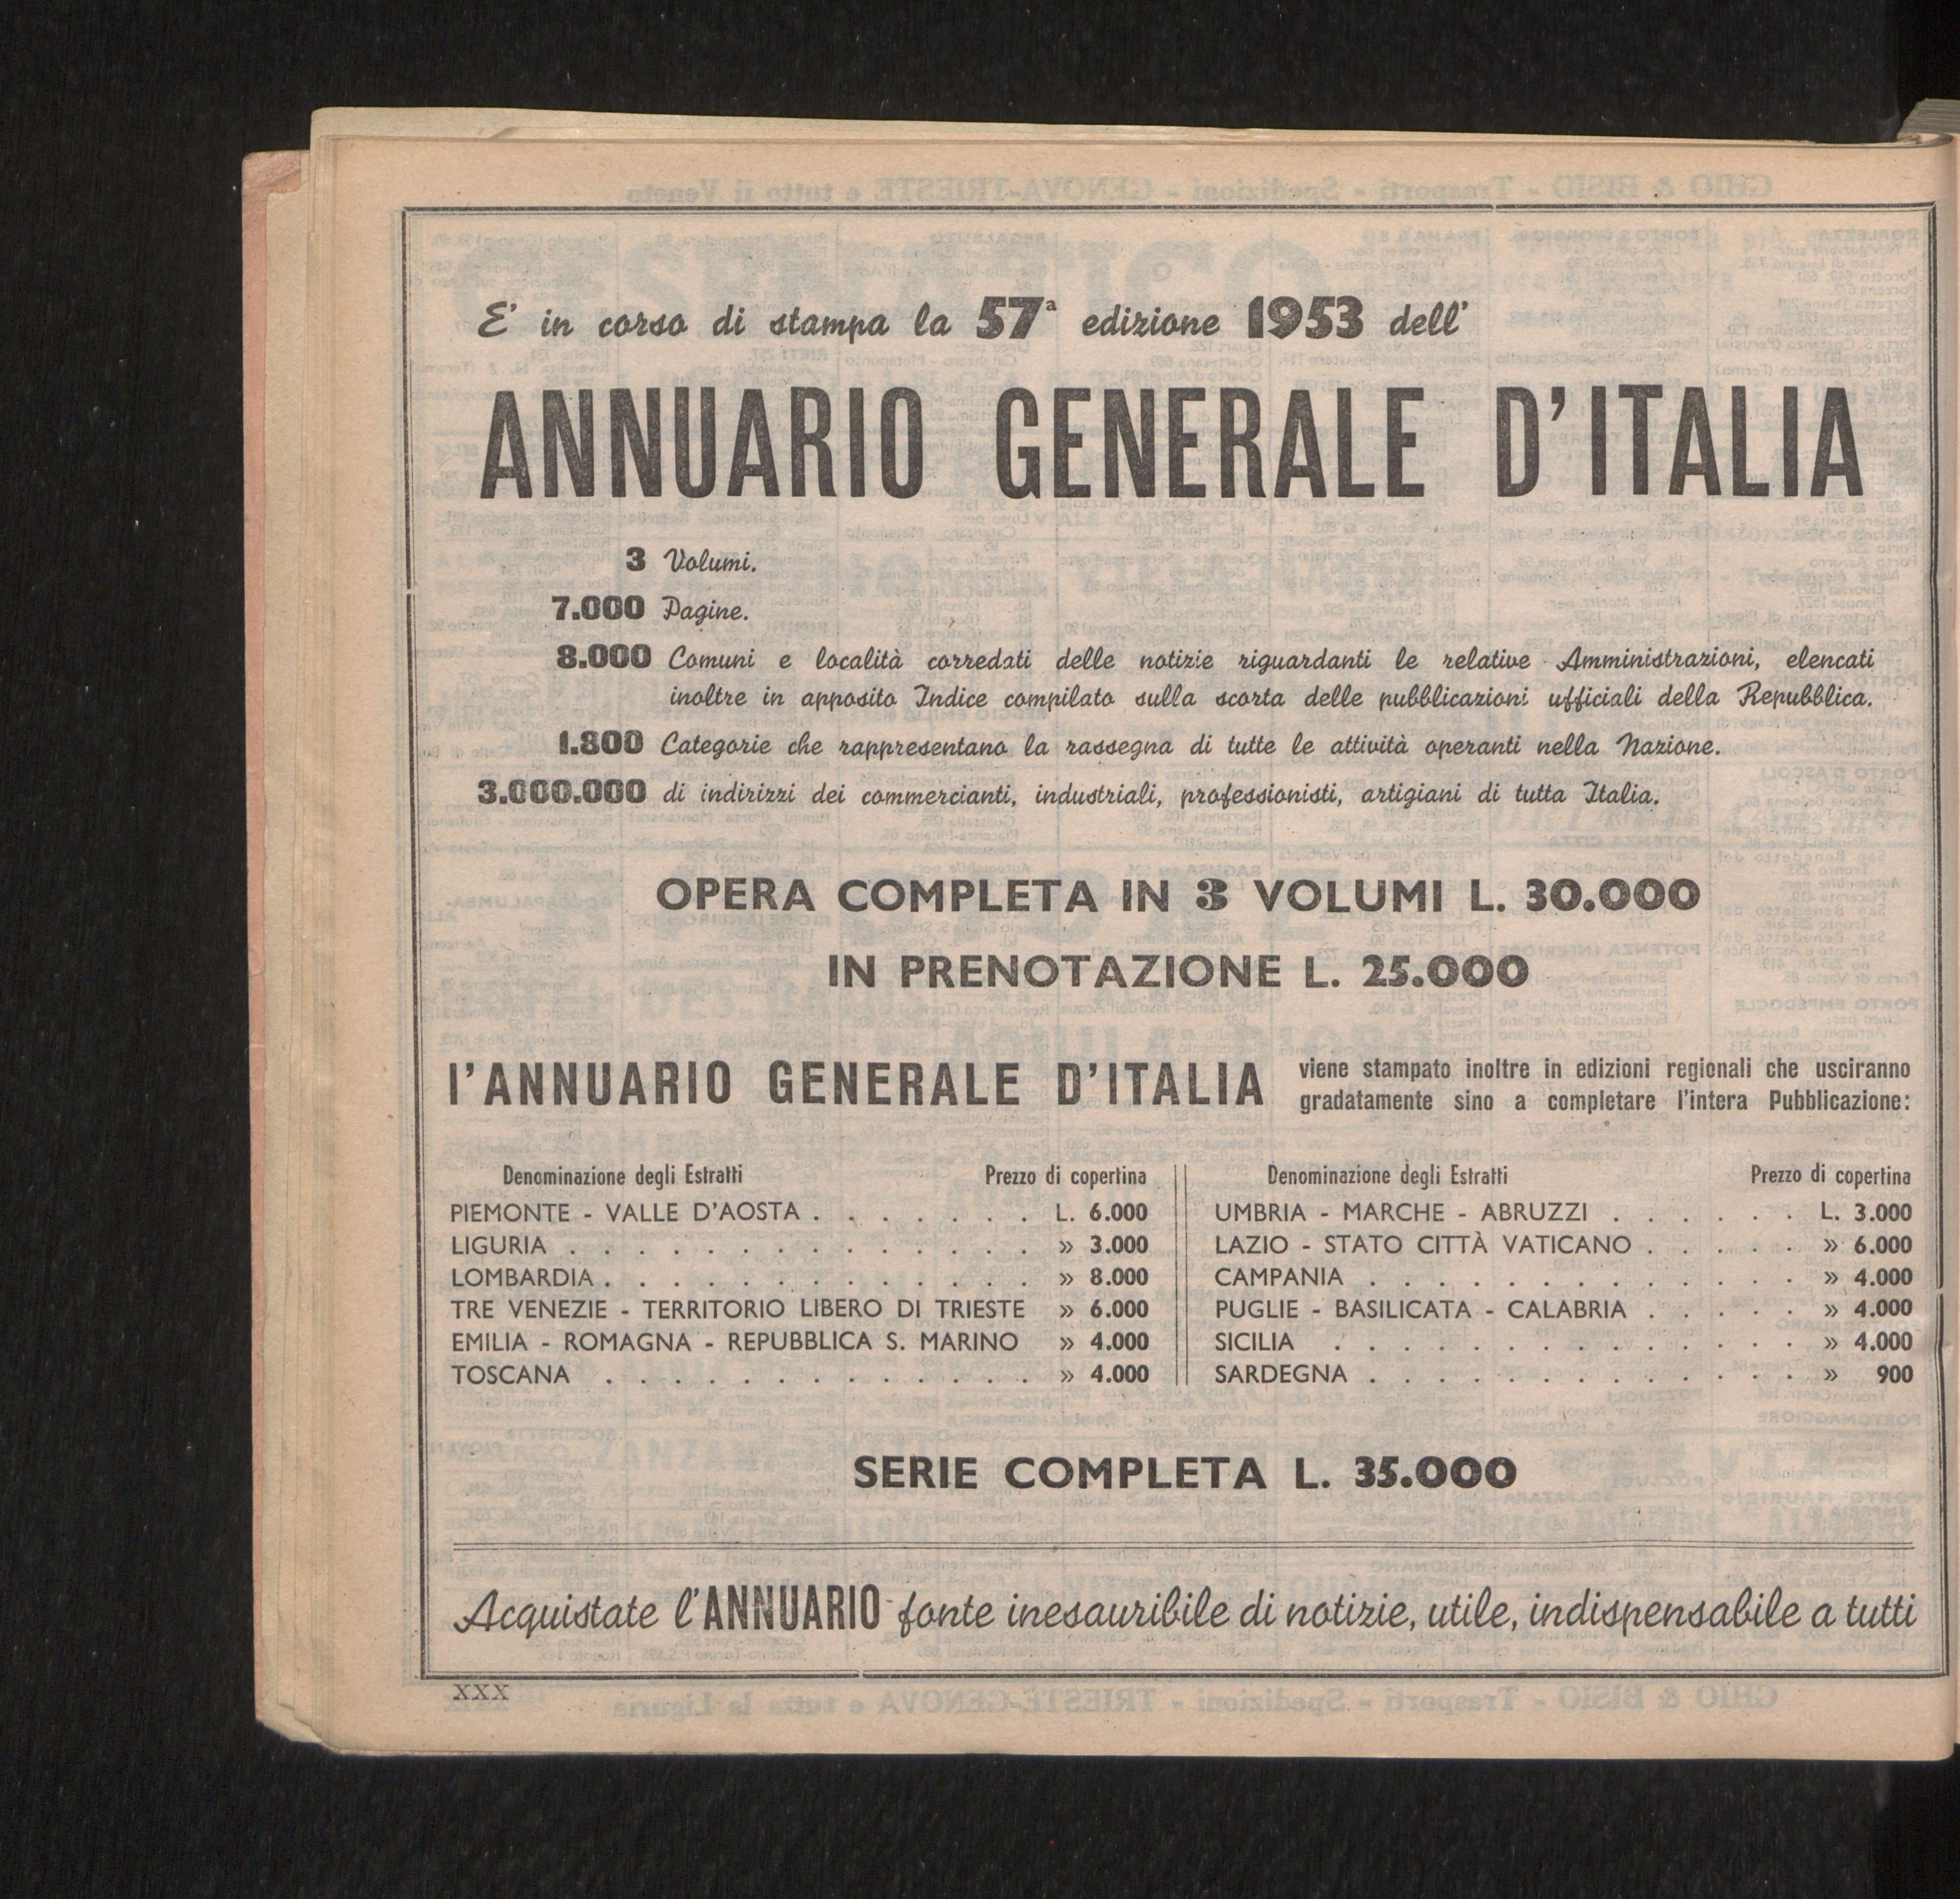 E' in corso di stampa la 57ª edizione 1953 dell'
ANNUARIO GENERALE D'ITALIA
3 Volumi.
7.000 Pagine.
8.000 Comuni e località corredati delle notizie riguardanti le relative Amministrazioni, elencati
inoltre in apposito Indice compilato sulla scorta delle pubblicazioni ufficiali della Repubblica.
1.800 Categorie che rappresentano la rassegna di tutte le attività operanti nella Nazione.
3.000.000 di indirizzi dei commercianti, industriali, professionisti, artigiani di tutta Italia.
OPERA COMPLETA IN 3 VOLUMI L. 30.000
IN PRENOTAZIONE L. 25.000
l'ANNUARIO GENERALE D'ITALIA
viene stampato inoltre in edizioni regionali che usciranno
gradatamente sino a completare l'intera Pubblicazione:
Denominazione degli Estratti Prezzo di copertina
PIEMONTE - VALLE D'AOSTA . . . . . . . L. 6.000
LIGURIA . . . . . . . . . . . . . . » 3.000
LOMBARDIA . . . . . . . . . . . . . » 8.000
TRE VENEZIE - TERRITORIO LIBERO DI TRIESTE » 6.000
EMILIA - ROMAGNA - REPUBBLICA S. MARINO » 4.000
TOSCANA . . . . . . . . . . . . . » 4.000
Denominazione degli Estratti Prezzo di copertina
UMBRIA - MARCHE - ABRUZZI . . . . . . L. 3.000
LAZIO - STATO CITTÀ VATICANO . . . . . » 6.000
CAMPANIA . . . . . . . . . . . . . » 4.000
PUGLIE - BASILICATA - CALABRIA . . . . . » 4.000
SICILIA . . . . . . . . . . . . . . » 4.000
SARDEGNA . . . . . . . . . . . . . » 900
SERIE COMPLETA L. 35.000
Acquistate l'ANNUARIO fonte inesauribile di notizie, utile, indispensabile a tutti
XXX